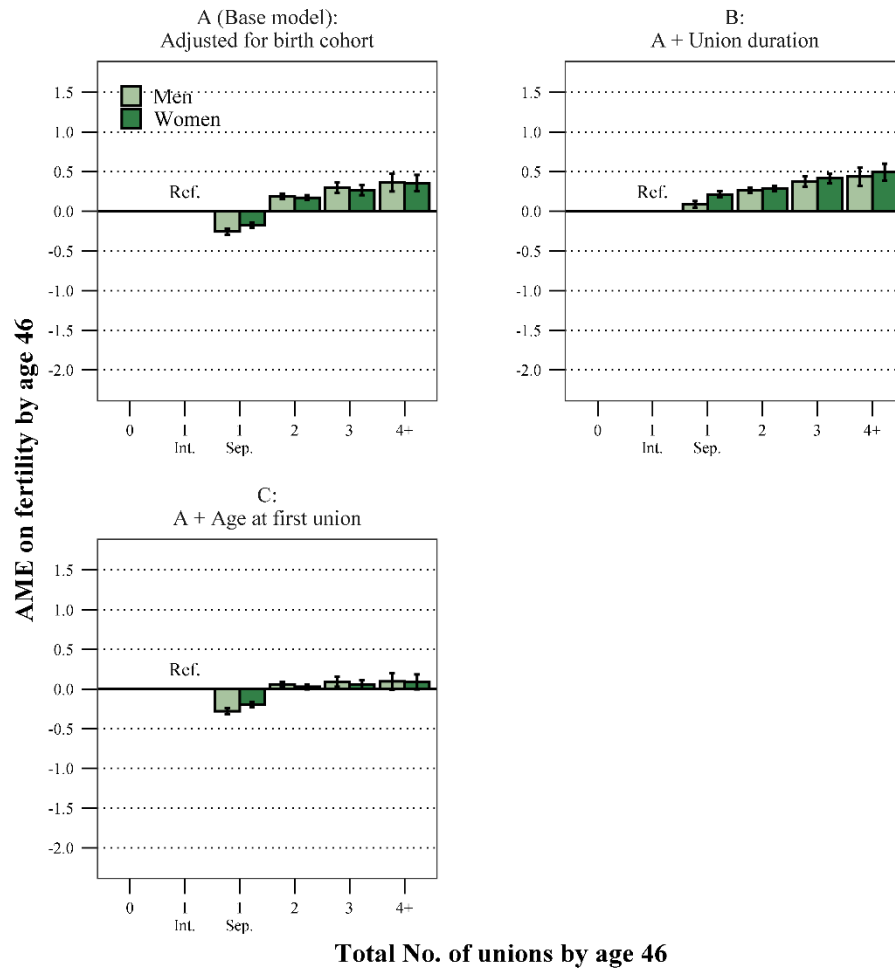 A (Base model):
Adjusted for birth cohort
B:
A + Union duration
AME on fertility by age 46
1.5
1.0
0.5
0.0
-0.5
-1.0
-1.5
-2.0
Men
Women
Ref.
0
1
Int.
1
Sep.
2
3
4+
1.5
1.0
0.5
0.0
-0.5
-1.0
-1.5
-2.0
Ref.
0
1
Int.
1
Sep.
2
3
4+
C:
A + Age at first union
1.5
1.0
0.5
0.0
-0.5
-1.0
-1.5
-2.0
Ref.
0
1
Int.
1
Sep.
2
3
4+
Total No. of unions by age 46